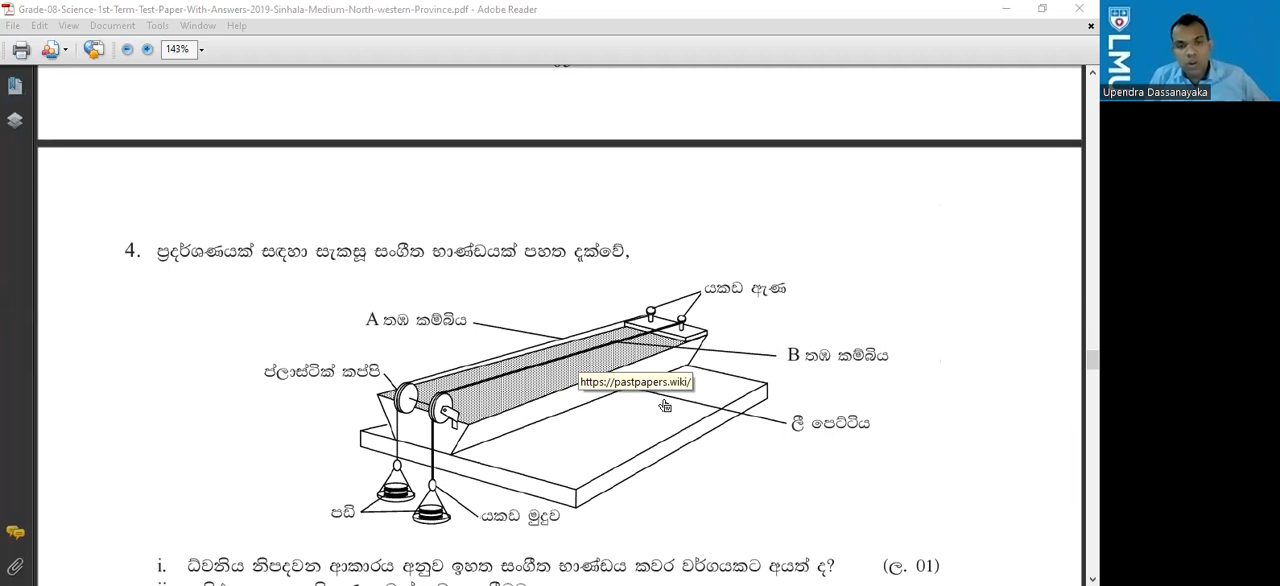 Grade-08-Science-1st-Term-Test-Paper-With-Answers-2019-Sinhala-Medium-North-western-Province.pdf - Adobe Reader
File Edit View Document Tools Window Help
143%
LMU
Upendra Dassanayaka
4. ප්‍රදර්ශණයක් සඳහා සැකසූ සංගීත භාණ්ඩයක් පහත දැක්වේ,
යකඩ ඇණ
A තඹ කම්බිය
B තඹ කම්බිය
ප්ලාස්ටික් කප්පි
https://pastpapers.wiki/
ලී පෙට්ටිය
පඩි
යකඩ මුදුව
i. ධ්වනිය නිපදවන ආකාරය අනුව ඉහත සංගීත භාණ්ඩය කවර වර්ගයකට අයත් ද? (ල. 01)